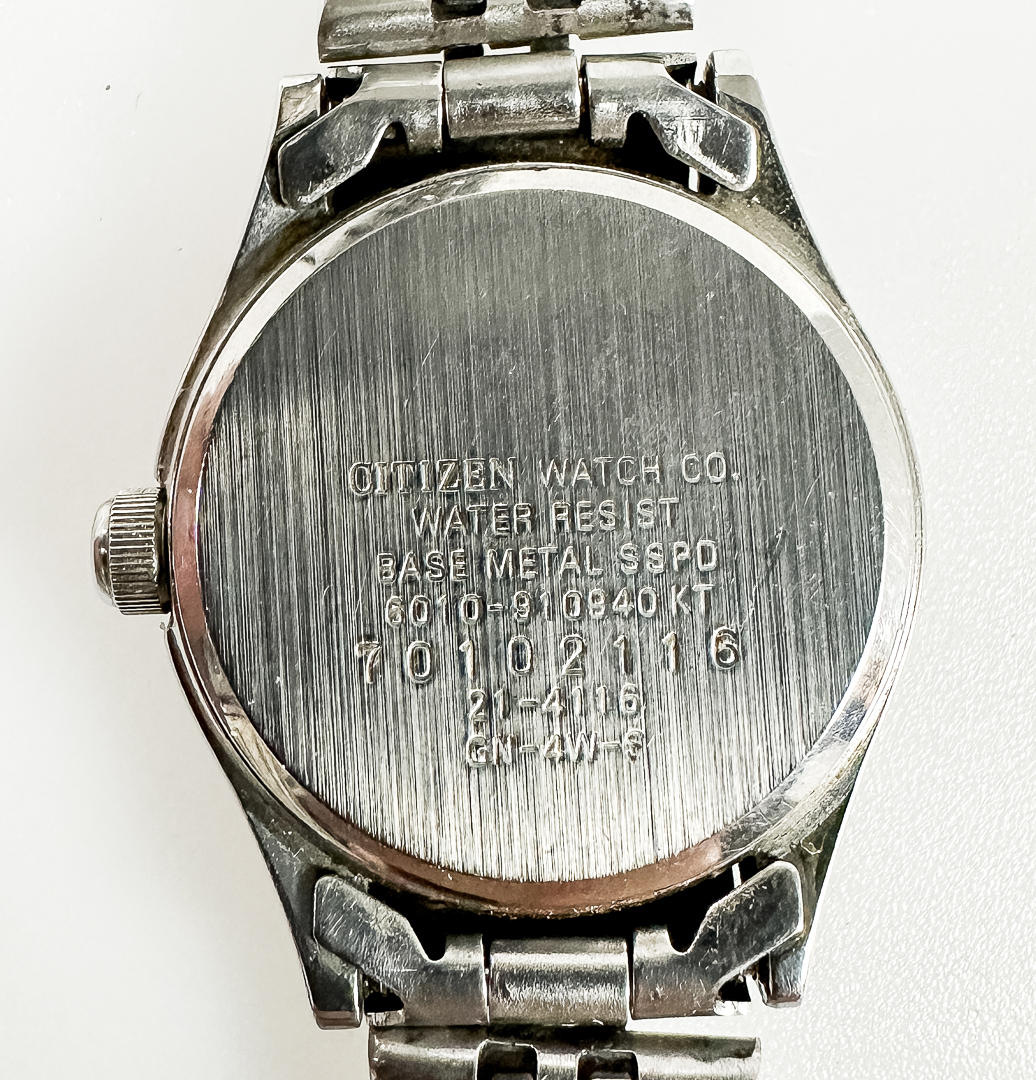 CITIZEN WATCH CO.
WATER RESIST
BASE METAL SSPD
6010-910940 KT
70102116
21-4116
GN-4W-S